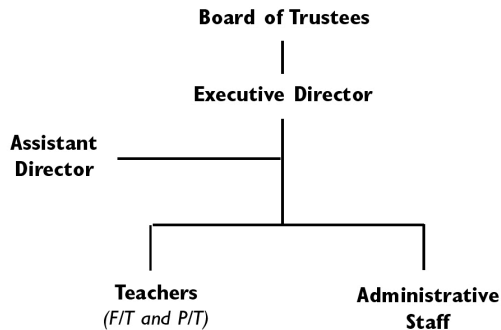 Board of Trustees
Executive Director
Assistant
Director
Teachers
(F/T and P/T)
Administrative
Staff